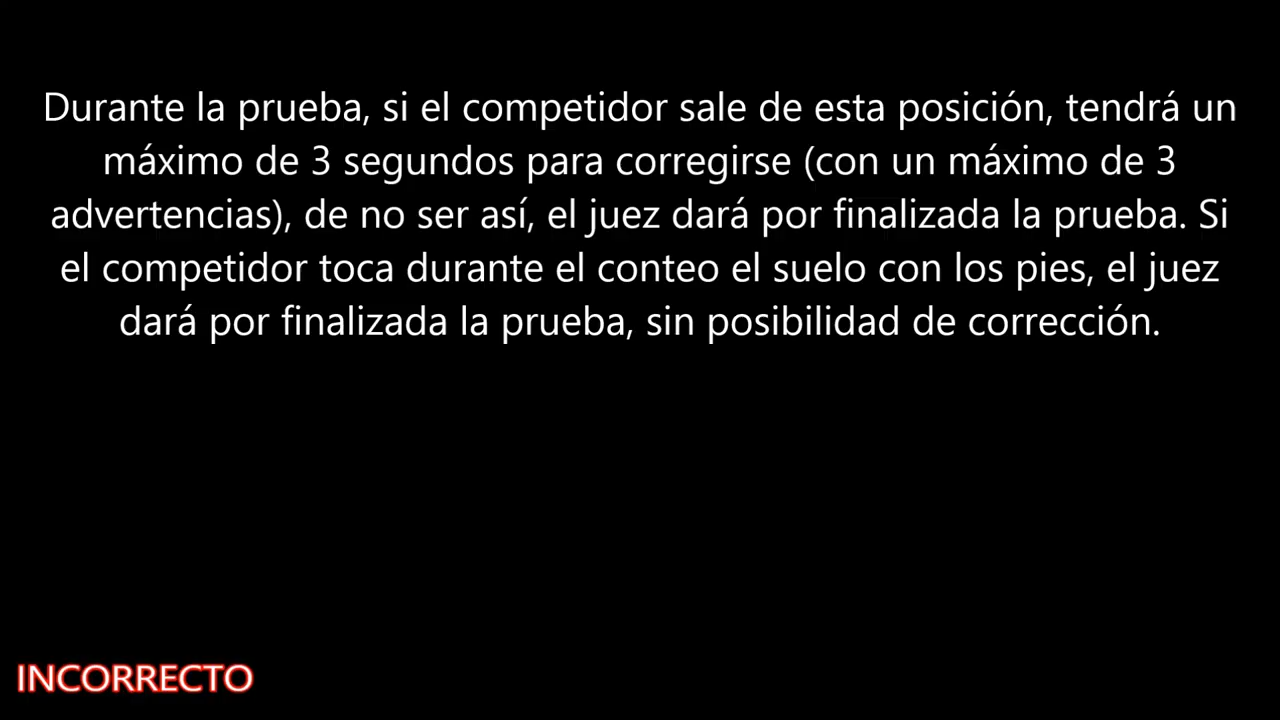 Durante la prueba, si el competidor sale de esta posición, tendrá un
máximo de 3 segundos para corregirse (con un máximo de 3
advertencias), de no ser así, el juez dará por finalizada la prueba. Si
el competidor toca durante el conteo el suelo con los pies, el juez
dará por finalizada la prueba, sin posibilidad de corrección.
INCORRECTO